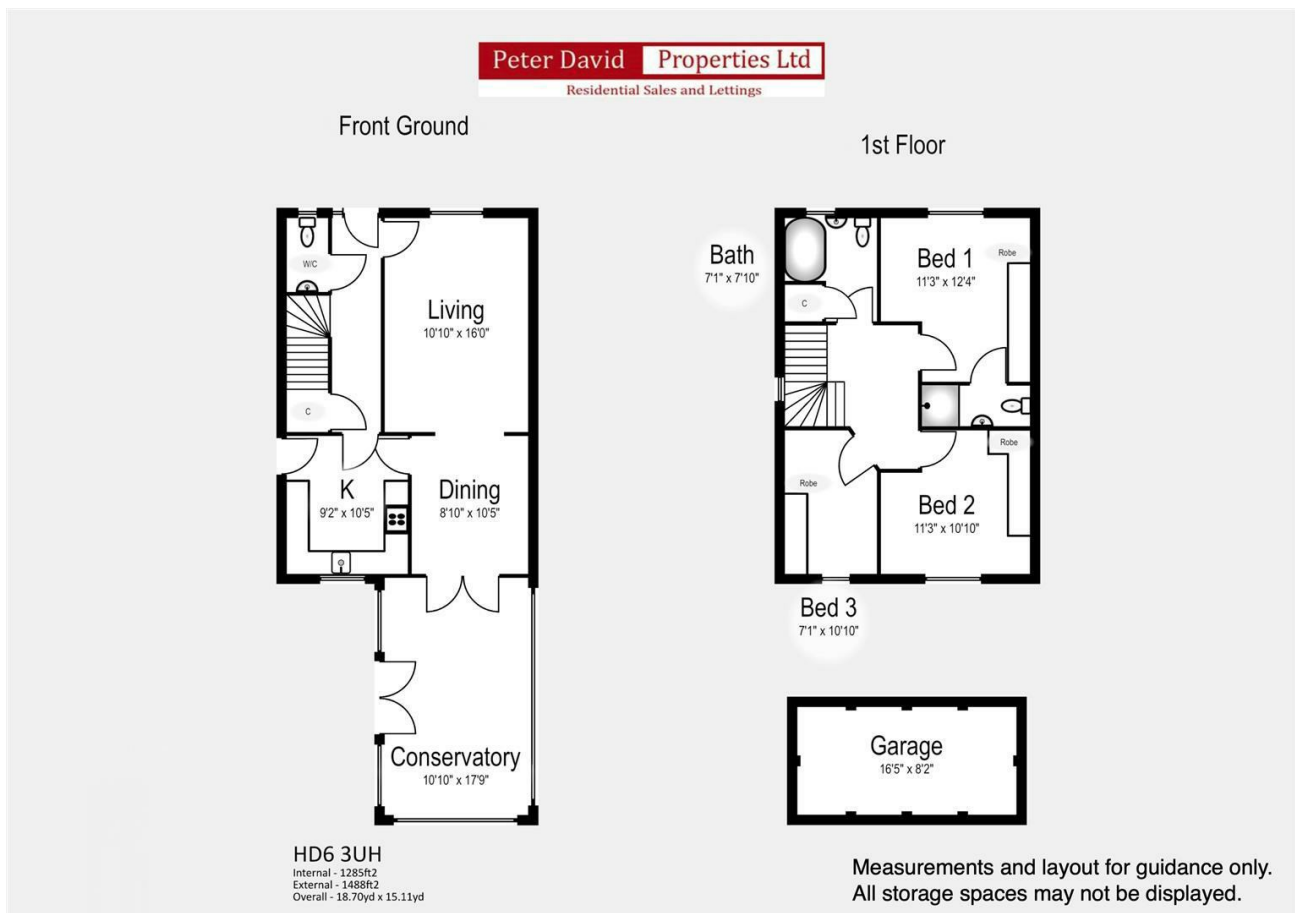 Peter David Properties Ltd
Residential Sales and Lettings
Front Ground
1st Floor
W/C
Living
10'10" x 16'0"
C
K
9'2" x 10'5"
Dining
8'10" x 10'5"
Conservatory
10'10" x 17'9"
Bath
7'1" x 7'10"
Bed 1
11'3" x 12'4"
Robe
C
Robe
Robe
Bed 2
11'3" x 10'10"
Bed 3
7'1" x 10'10"
Garage
16'5" x 8'2"
HD6 3UH
Internal - 1285ft2
External - 1488ft2
Overall - 18.70yd x 15.11yd
Measurements and layout for guidance only.
All storage spaces may not be displayed.